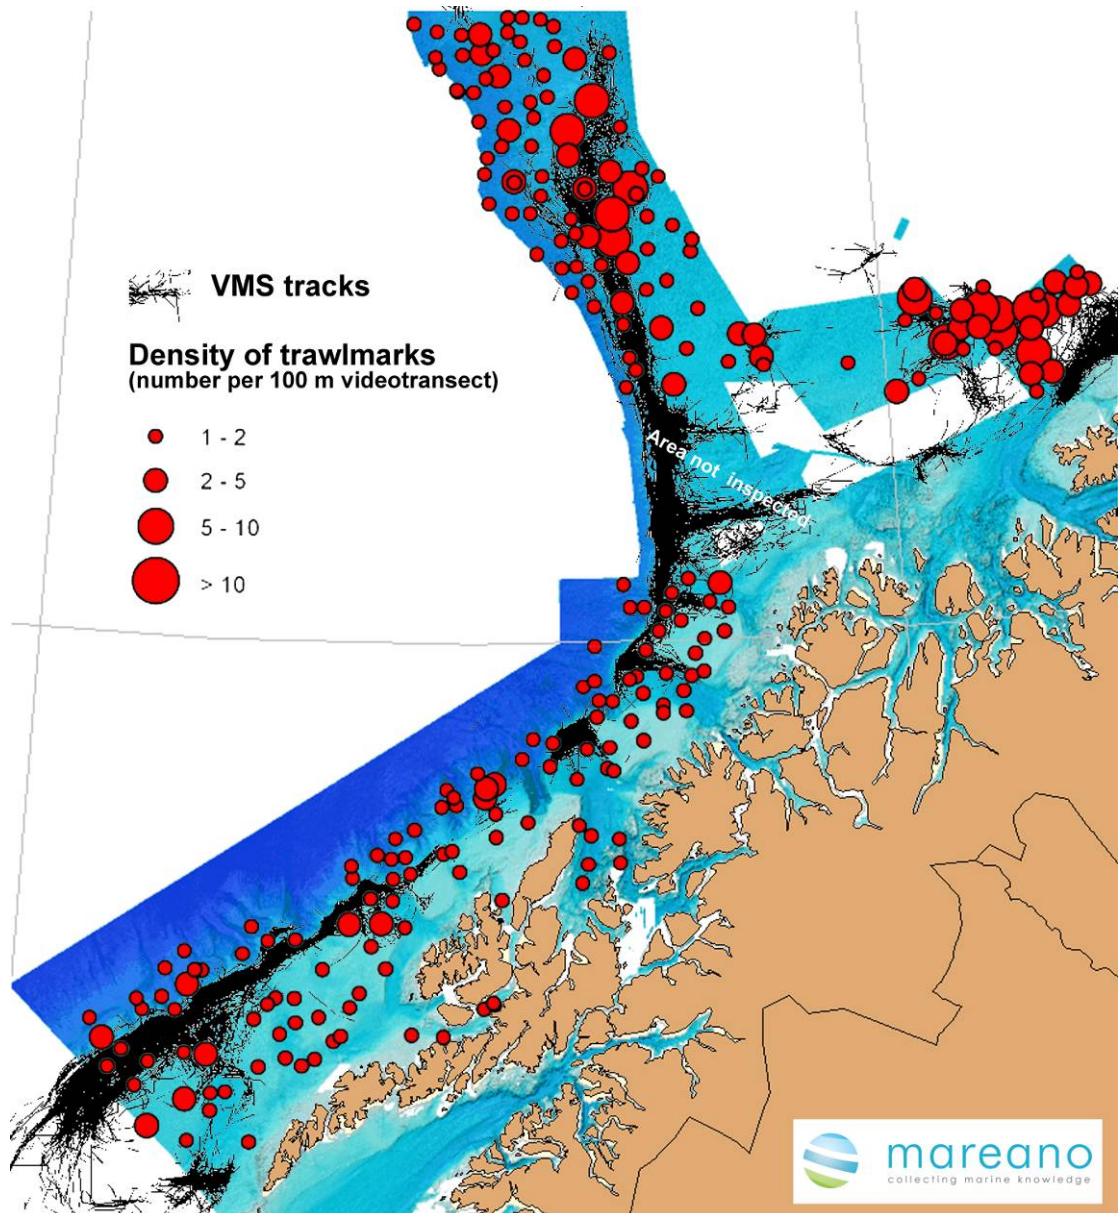 VMS tracks
Density of trawlmarks
(number per 100 m videotransect)
1 - 2
2 - 5
5 - 10
> 10
Area not inspected
mareano
collecting marine knowledge